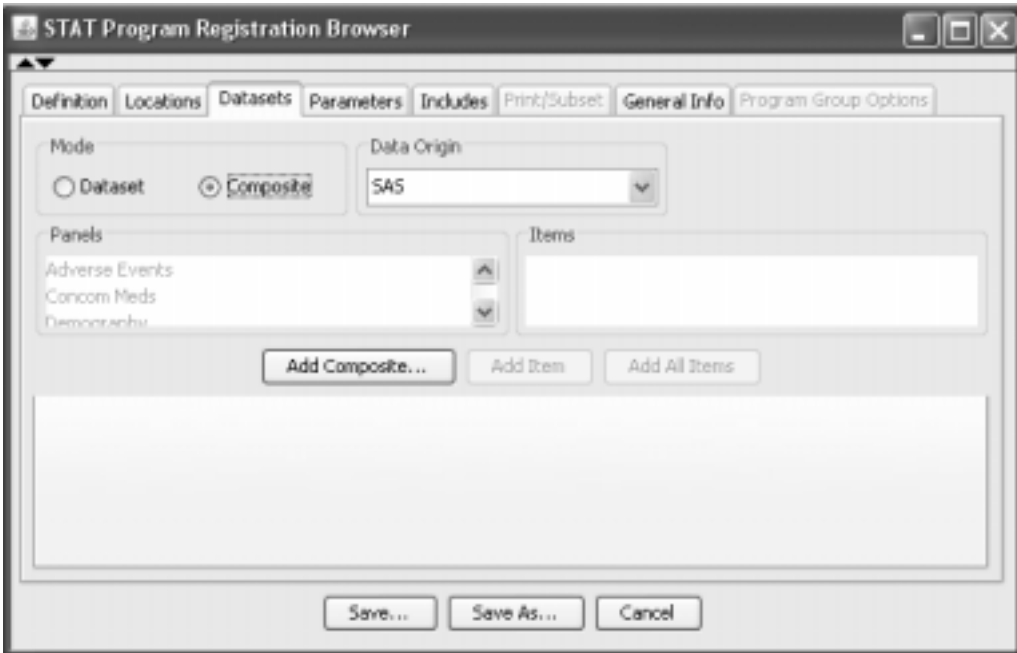 STAT Program Registration Browser
Definition Locations Datasets Parameters Includes Print/Subset General Info Program Group Options
Mode Data Origin
Dataset Composite SAS
Panels Items
Adverse Events
Concom Meds
Demography
Add Composite... Add Item Add All Items
Save... Save As... Cancel